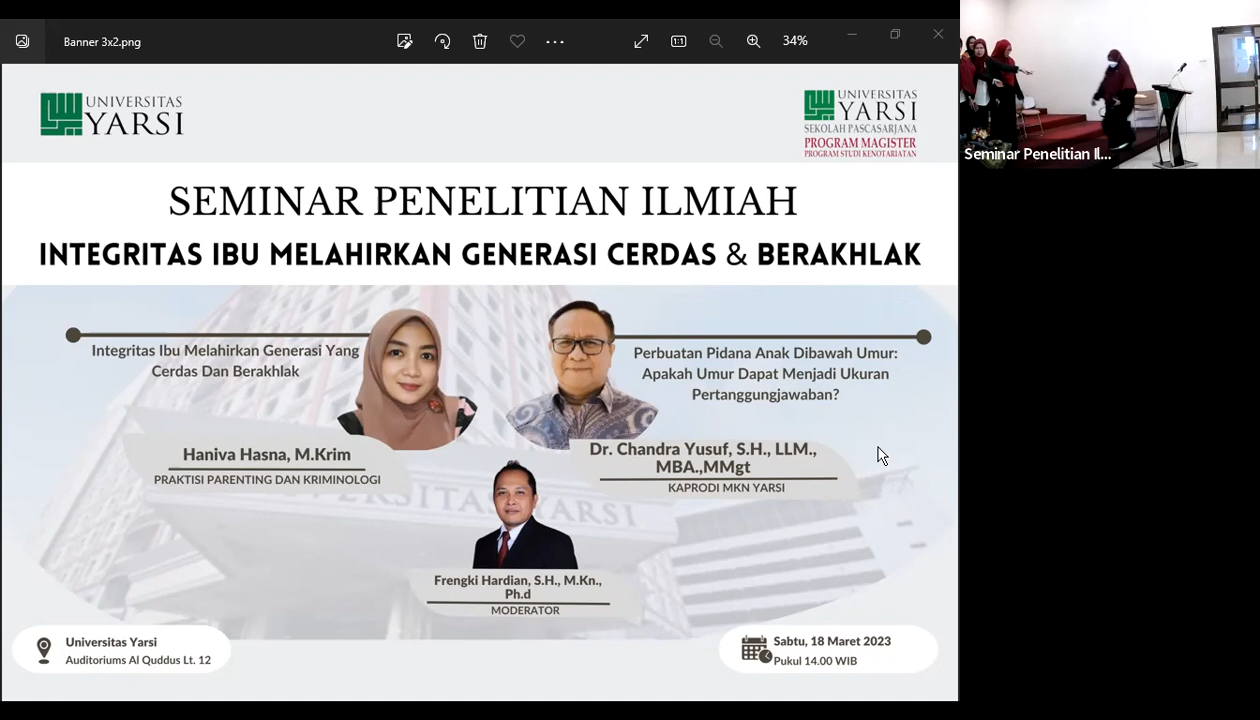 Banner 3x2.png
1:1
34%
UNIVERSITAS
YARSI
UNIVERSITAS
YARSI
SEKOLAH PASCASARJANA
PROGRAM MAGISTER
PROGRAM STUDI KENOTARIATAN
SEMINAR PENELITIAN ILMIAH
INTEGRITAS IBU MELAHIRKAN GENERASI CERDAS & BERAKHLAK
Integritas Ibu Melahirkan Generasi Yang
Cerdas Dan Berakhlak
Perbuatan Pidana Anak Dibawah Umur:
Apakah Umur Dapat Menjadi Ukuran
Pertanggungjawaban?
Haniva Hasna, M.Krim
PRAKTISI PARENTING DAN KRIMINOLOGI
Dr. Chandra Yusuf, S.H., LLM.,
MBA.,MMgt
KAPRODI MKN YARSI
UNIVERSITAS YARSI
Frengki Hardian, S.H., M.Kn.,
Ph.d
MODERATOR
Universitas Yarsi
Auditoriums Al Quddus Lt. 12
Sabtu, 18 Maret 2023
Pukul 14.00 WIB
Seminar Penelitian Il...